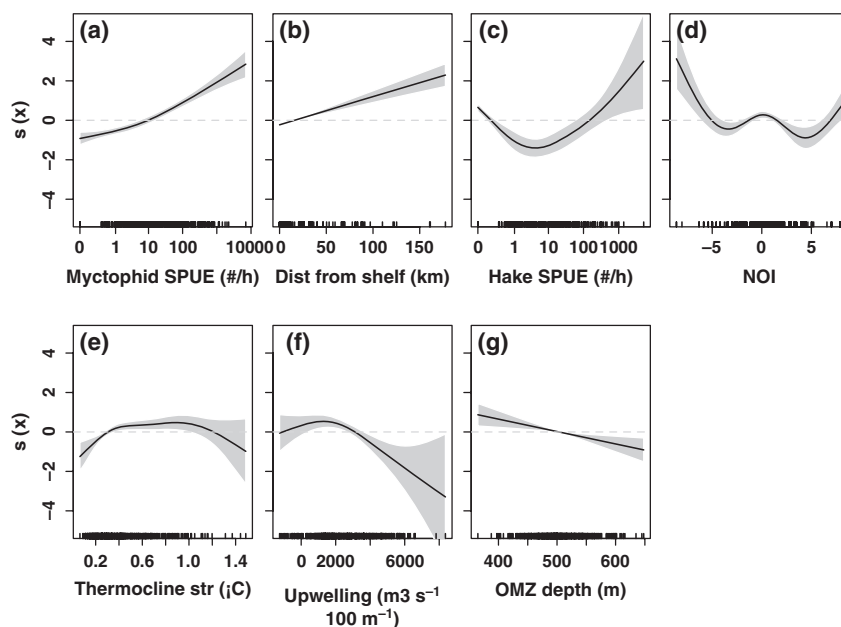 (a) (b) (c) (d)
s (x)
4
2
0
−2
−4
0 1 10 100 10000
0 50 100 150
0 1 10 100 1000
−5 0 5
Myctophid SPUE (#/h) Dist from shelf (km) Hake SPUE (#/h) NOI
(e) (f) (g)
s (x)
4
2
0
−2
−4
0.2 0.6 1.0 1.4
0 2000 6000
400 500 600
Thermocline str (¡C) Upwelling (m3 s−1 OMZ depth (m)
100 m−1)